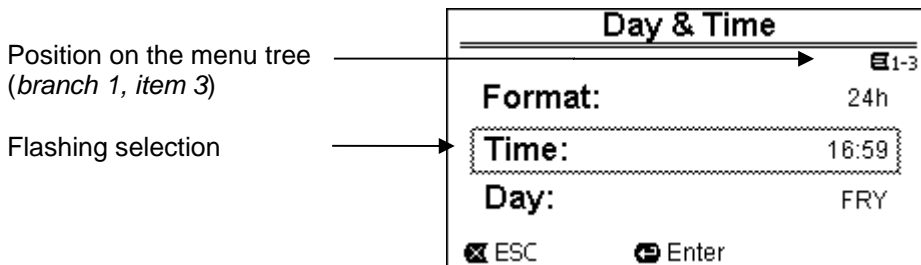 Day & Time
Position on the menu tree
(branch 1, item 3)
1-3
Format: 24h
Flashing selection
Time: 16:59
Day: FRY
ESC Enter